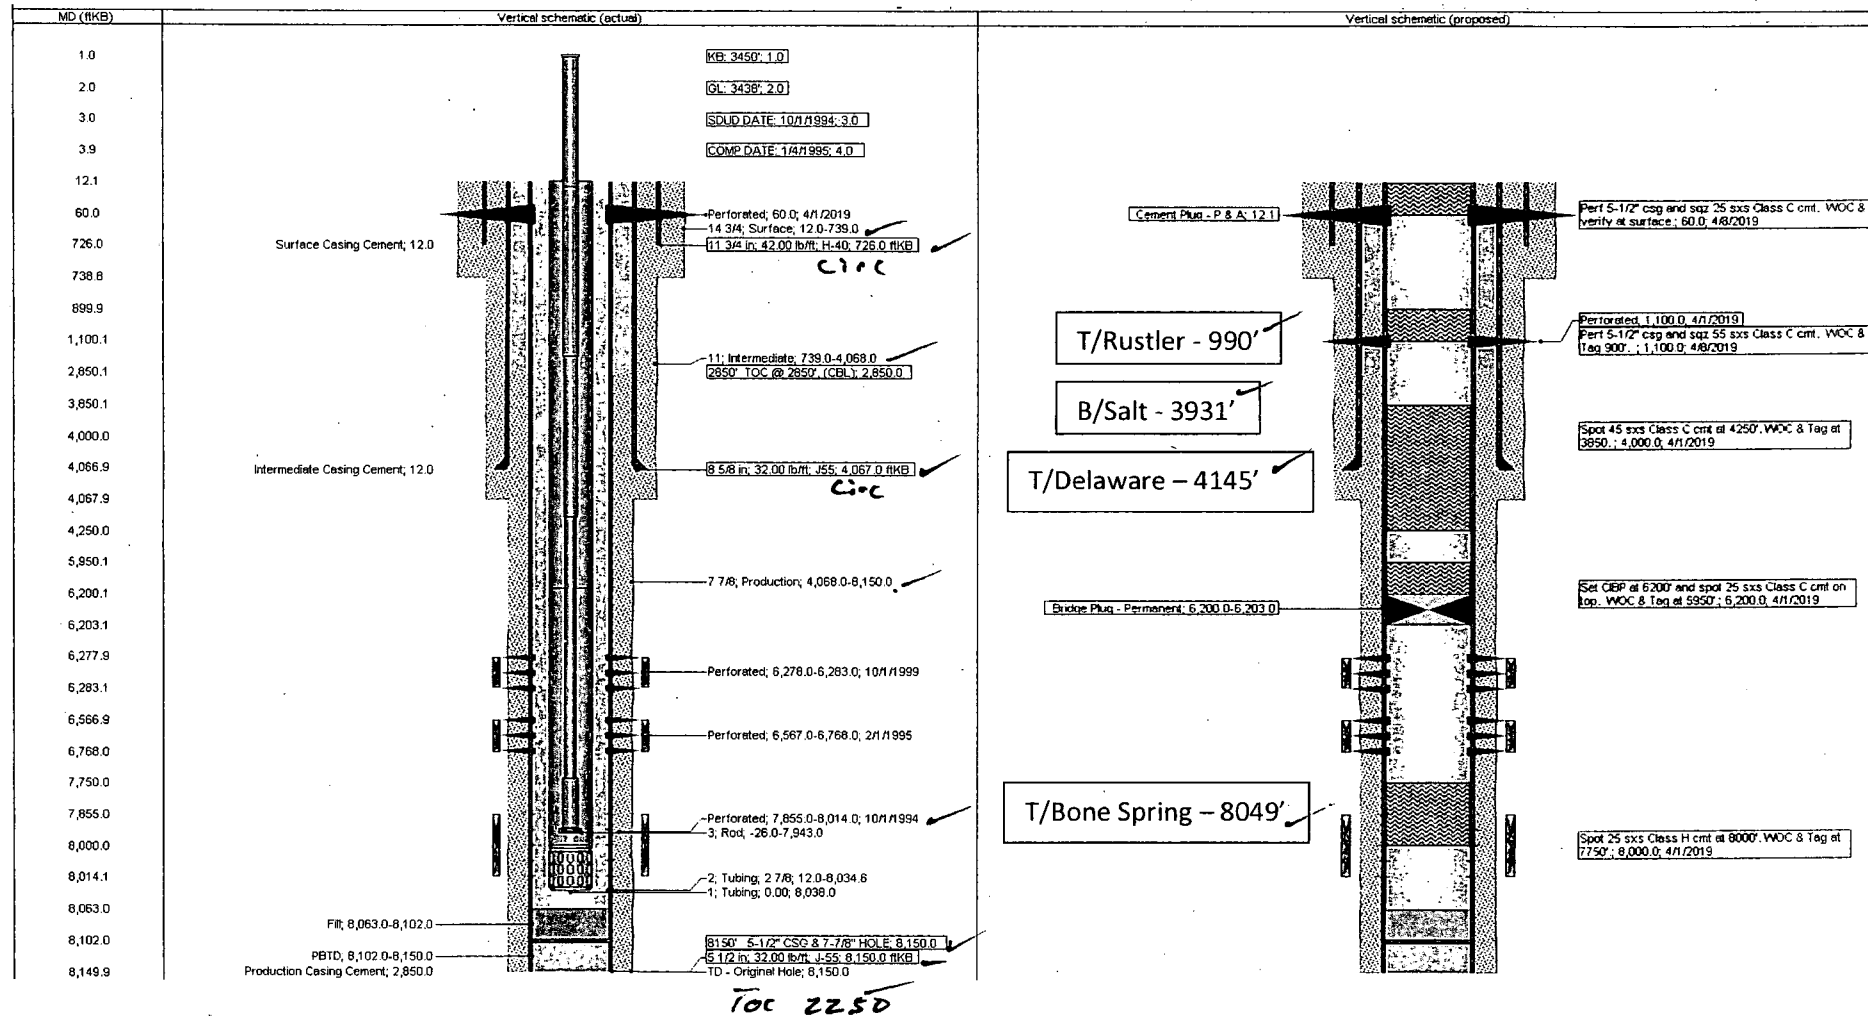 MD (ftKB)
Vertical schematic (actual)
Vertical schematic (proposed)
1.0
2.0
3.0
3.9
12.1
60.0
726.0
738.8
899.9
1,100.1
2,850.1
3,850.1
4,000.0
4,066.9
4,067.9
4,250.0
5,950.1
6,200.1
6,203.1
6,277.9
6,283.1
6,566.9
6,768.0
7,750.0
7,855.0
8,000.0
8,014.1
8,063.0
8,102.0
8,149.9
Surface Casing Cement; 12.0
Intermediate Casing Cement; 12.0
Fill; 8,063.0-8,102.0
PBTD; 8,102.0-8,150.0
Production Casing Cement; 2,850.0
KB: 3450'; 1.0
GL: 3438'; 2.0
SDUD DATE: 10/1/1994; 3.0
COMP DATE: 1/4/1995; 4.0
Perforated; 60.0; 4/1/2019
14 3/4; Surface; 12.0-739.0
11 3/4 in; 42.00 lb/ft; H-40; 726.0 ftKB
Circ
11; Intermediate; 739.0-4,068.0
2850' TOC @ 2850', (CBL); 2,850.0
8 5/8 in; 32.00 lb/ft; J55; 4,067.0 ftKB
Circ
7 7/8; Production; 4,068.0-8,150.0
Perforated; 6,278.0-6,283.0; 10/1/1999
Perforated; 6,567.0-6,768.0; 2/1/1995
Perforated; 7,855.0-8,014.0; 10/1/1994
3; Rod; -26.0-7,943.0
2; Tubing; 2 7/8; 12.0-8,034.6
1; Tubing; 0.00; 8,038.0
8150' 5-1/2" CSG & 7-7/8" HOLE; 8,150.0
5 1/2 in; 32.00 lb/ft; J-55; 8,150.0 ftKB
TD - Original Hole; 8,150.0
TOC 2250
Cement Plug - P & A; 12.1
T/Rustler - 990'
B/Salt - 3931'
T/Delaware – 4145'
Bridge Plug - Permanent; 6,200.0-6,203.0
T/Bone Spring – 8049'
Perf 5-1/2" csg and sqz 25 sxs Class C cmt. WOC &
verify at surface.; 60.0; 4/8/2019
Perforated; 1,100.0; 4/1/2019
Perf 5-1/2" csg and sqz 55 sxs Class C cmt. WOC &
Tag 900'. ; 1,100.0; 4/8/2019
Spot 45 sxs Class C cmt at 4250'. WOC & Tag at
3850. ; 4,000.0; 4/1/2019
Set CIBP at 6200' and spot 25 sxs Class C cmt on
top. WOC & Tag at 5950'.; 6,200.0; 4/1/2019
Spot 25 sxs Class H cmt at 8000'. WOC & Tag at
7750'.; 8,000.0; 4/1/2019